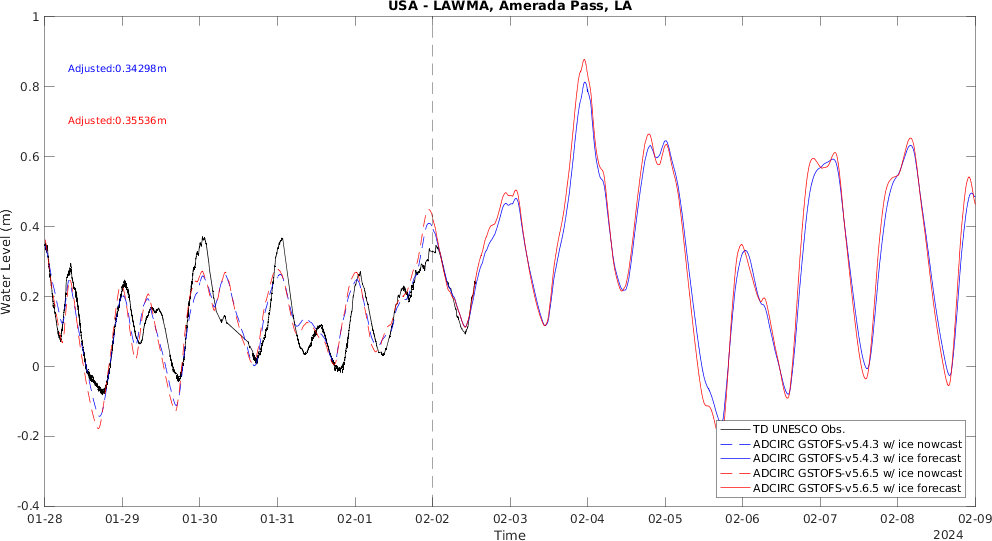 USA - LAWMA, Amerada Pass, LA
1
0.8
0.6
0.4
0.2
0
-0.2
-0.4
Water Level (m)
Adjusted:0.34298m
Adjusted:0.35536m
TD UNESCO Obs.
ADCIRC GSTOFS-v5.4.3 w/ ice nowcast
ADCIRC GSTOFS-v5.4.3 w/ ice forecast
ADCIRC GSTOFS-v5.6.5 w/ ice nowcast
ADCIRC GSTOFS-v5.6.5 w/ ice forecast
01-28 01-29 01-30 01-31 02-01 02-02 02-03 02-04 02-05 02-06 02-07 02-08 02-09
Time
2024